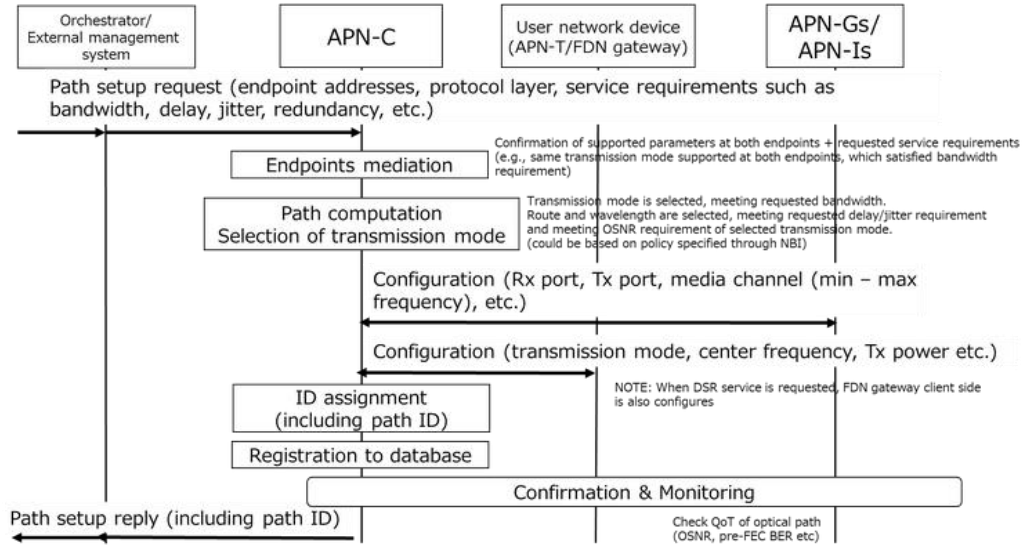 Orchestrator/
External management
system
APN-C
User network device
(APN-T/FDN gateway)
APN-Gs/
APN-Is
Path setup request (endpoint addresses, protocol layer, service requirements such as
bandwidth, delay, jitter, redundancy, etc.)
Endpoints mediation
Confirmation of supported parameters at both endpoints + requested service requirements
(e.g., same transmission mode supported at both endpoints, which satisfied bandwidth
requirement)
Path computation
Selection of transmission mode
Transmission mode is selected, meeting requested bandwidth.
Route and wavelength are selected, meeting requested delay/jitter requirement
and meeting OSNR requirement of selected transmission mode.
(could be based on policy specified through NBI)
Configuration (Rx port, Tx port, media channel (min – max
frequency), etc.)
Configuration (transmission mode, center frequency, Tx power etc.)
NOTE: When DSR service is requested, FDN gateway client side
is also configures
ID assignment
(including path ID)
Registration to database
Confirmation & Monitoring
Path setup reply (including path ID)
Check QoT of optical path
(OSNR, pre-FEC BER etc)